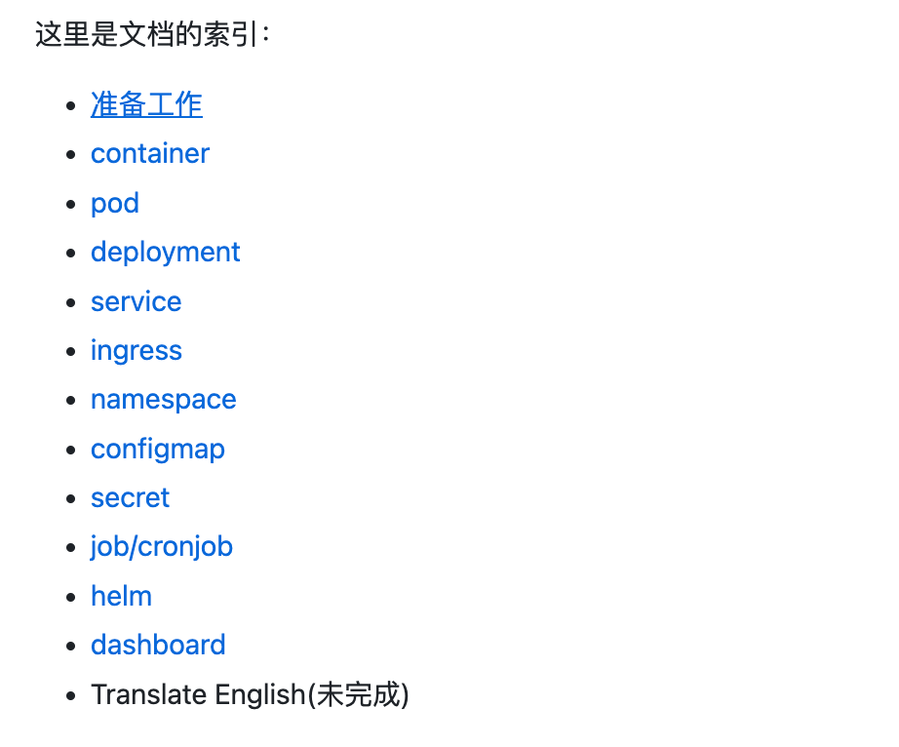 这里是文档的索引：
准备工作
container
pod
deployment
service
ingress
namespace
configmap
secret
job/cronjob
helm
dashboard
Translate English(未完成)